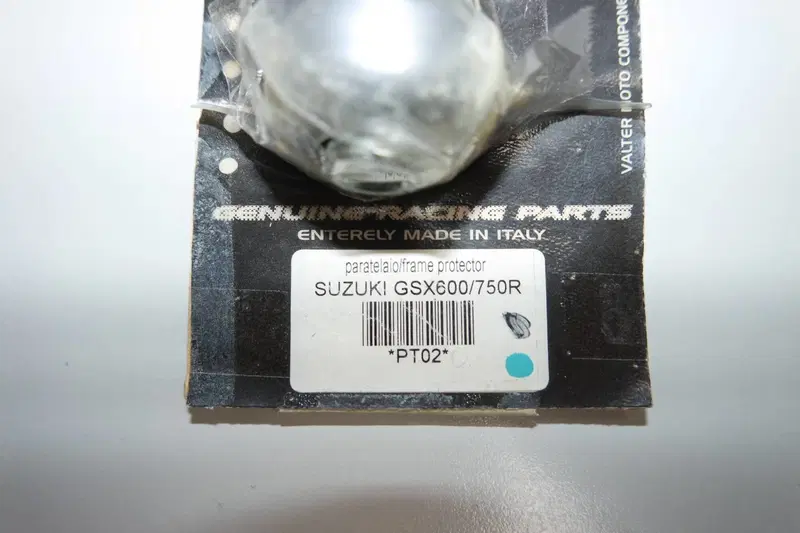 VALTER MOTO COMPONE
GENUINE RACING PARTS
ENTERELY MADE IN ITALY
paratelaio/frame protector
SUZUKI GSX600/750R
*PT02*